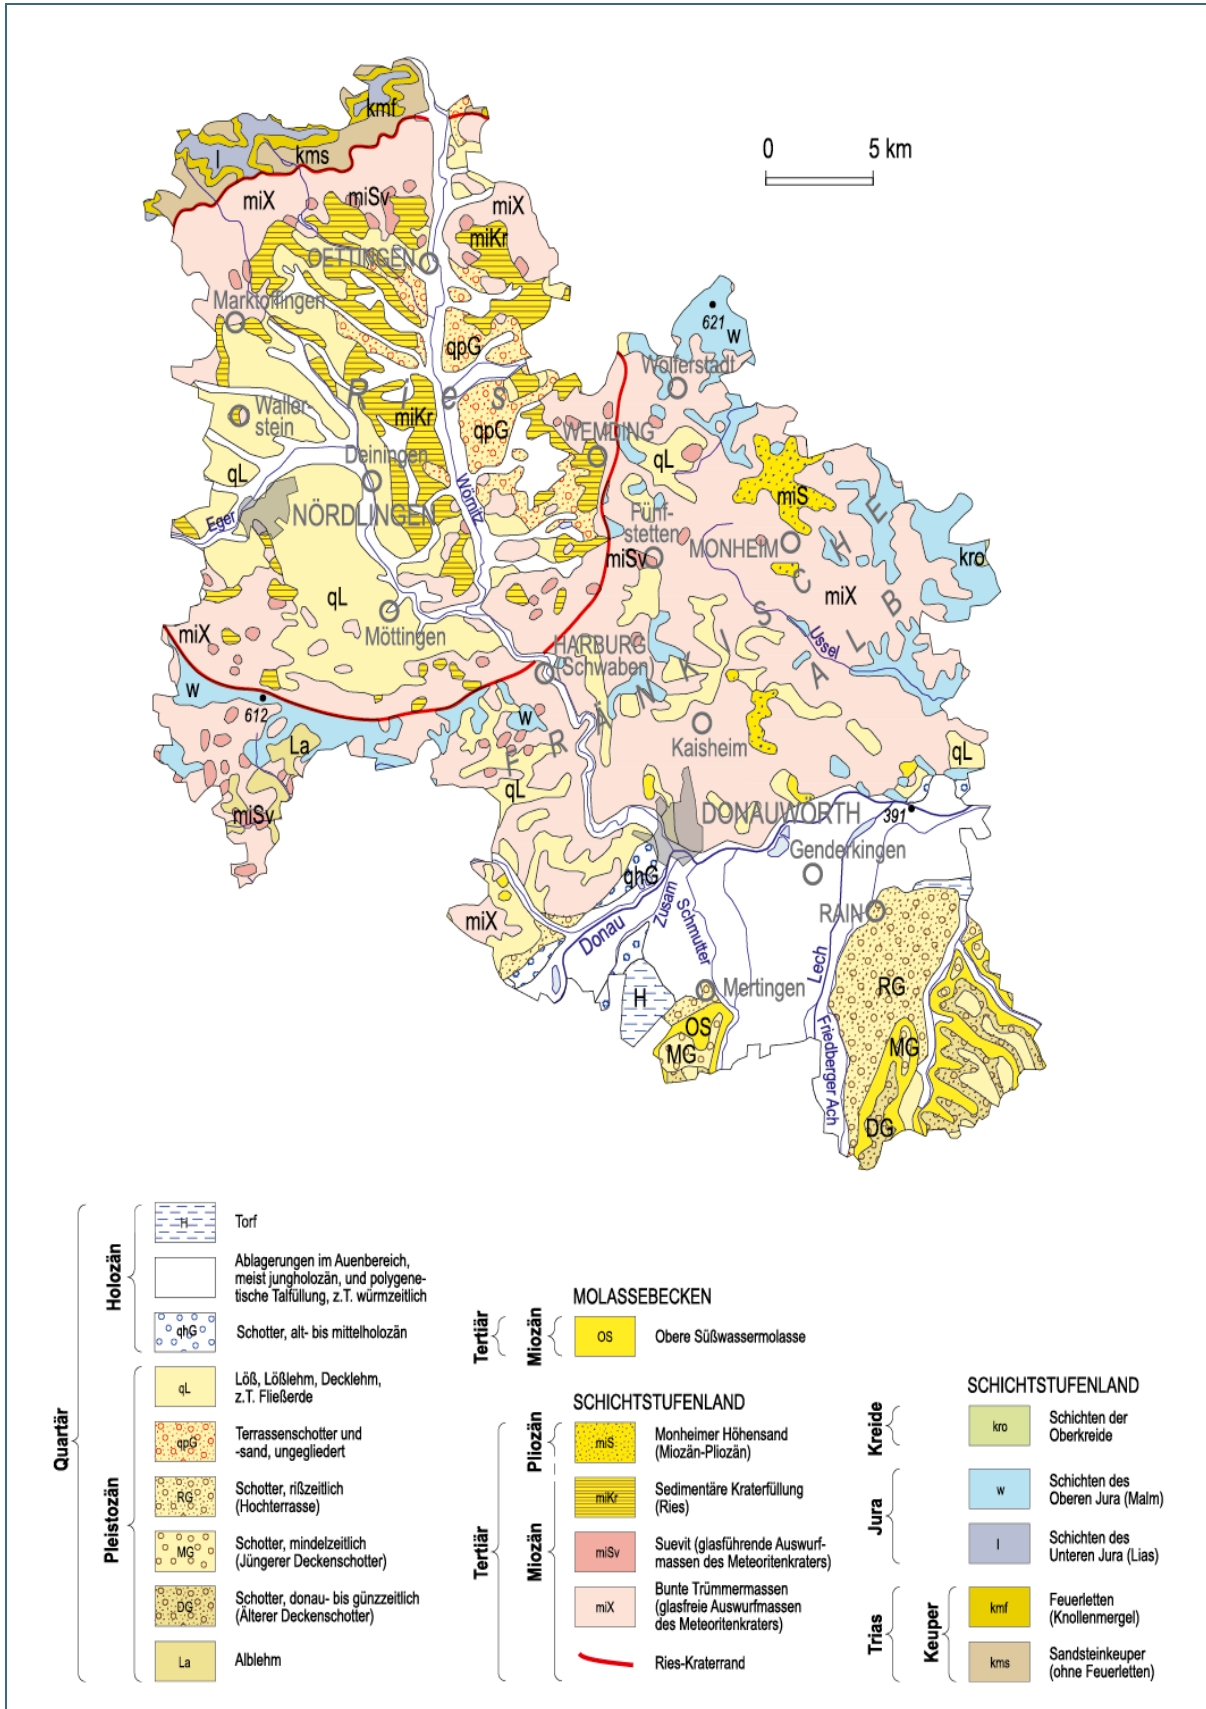 kmf
l
kms
0
5 km
miX
miSv
miX
miKr
OETTINGEN
Marktoffingen
621
w
qpG
Wolferstadt
Ries
Waller-
stein
miKr
qpG
WEMDING
qL
qL
Deiningen
miS
Eger
NÖRDLINGEN
Wörnitz
Fünf-
stetten
MONHEIM
kro
miSv
miX
qL
Möttingen
miX
HARBURG
(Schwaben)
Ussel
FRÄNKISCHE
ALB
w
612
w
La
Kaisheim
qL
qL
miSv
DONAUWÖRTH
391
Genderkingen
qhG
miX
Donau
Zusam
Schmutter
RAIN
Lech
H
Mertingen
RG
OS
MG
Friedberger Ach
MG
DG
Quartär
Holozän
H
Torf
Ablagerungen im Auenbereich,
meist jungholozän, und polygene-
tische Talfüllung, z.T. würmzeitlich
qhG
Schotter, alt- bis mittelholozän
Pleistozän
qL
Löß, Lößlehm, Decklehm,
z.T. Fließerde
qpG
Terrassenschotter und
-sand, ungegliedert
RG
Schotter, rißzeitlich
(Hochterrasse)
MG
Schotter, mindelzeitlich
(Jüngerer Deckenschotter)
DG
Schotter, donau- bis günzzeitlich
(Älterer Deckenschotter)
La
Alblehm
MOLASSEBECKEN
Tertiär
Miozän
OS
Obere Süßwassermolasse
SCHICHTSTUFENLAND
Tertiär
Pliozän
miS
Monheimer Höhensand
(Miozän-Pliozän)
Miozän
miKr
Sedimentäre Kraterfüllung
(Ries)
miSv
Suevit (glasführende Auswurf-
massen des Meteoritenkraters)
miX
Bunte Trümmermassen
(glasfreie Auswurfmassen
des Meteoritenkraters)
Ries-Kraterrand
SCHICHTSTUFENLAND
Kreide
kro
Schichten der
Oberkreide
Jura
w
Schichten des
Oberen Jura (Malm)
l
Schichten des
Unteren Jura (Lias)
Trias
Keuper
kmf
Feuerletten
(Knollenmergel)
kms
Sandsteinkeuper
(ohne Feuerletten)